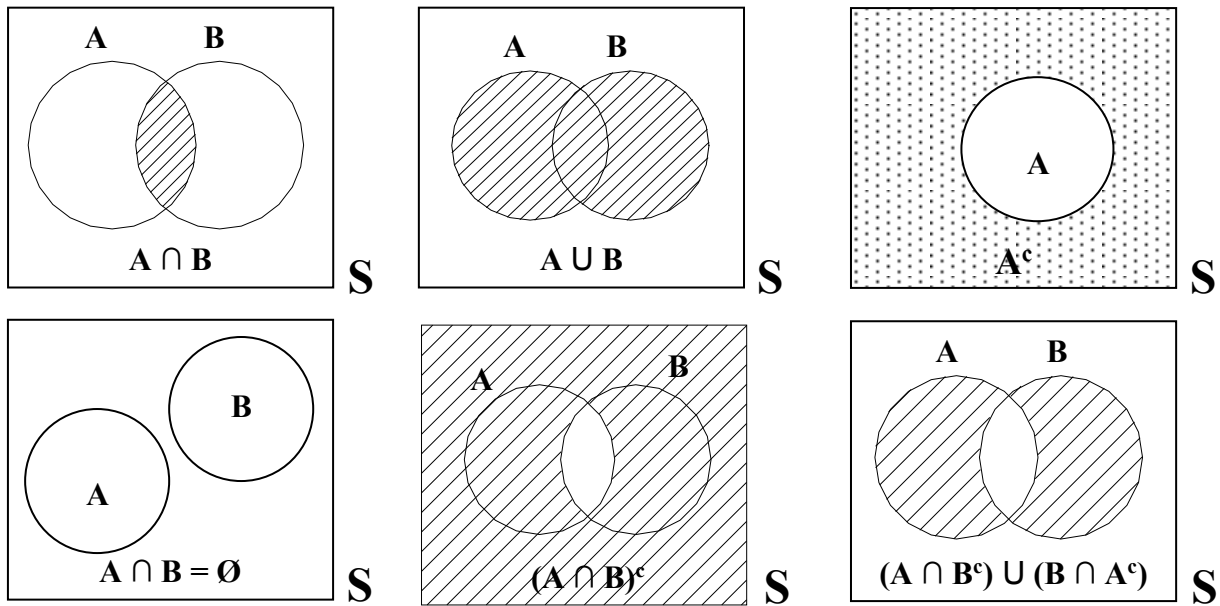 A B
A ∩ B
S
A B
A ∪ B
S
A
Aᶜ
S
B
A
A ∩ B = Ø
S
A B
(A ∩ B)ᶜ
S
A B
(A ∩ Bᶜ) ∪ (B ∩ Aᶜ)
S